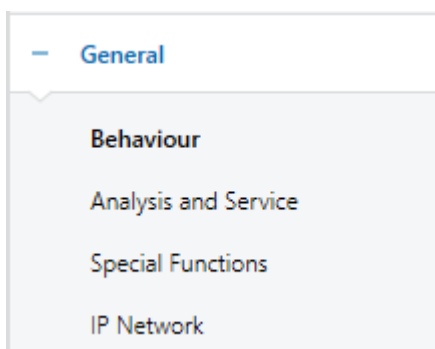 General
Behaviour
Analysis and Service
Special Functions
IP Network